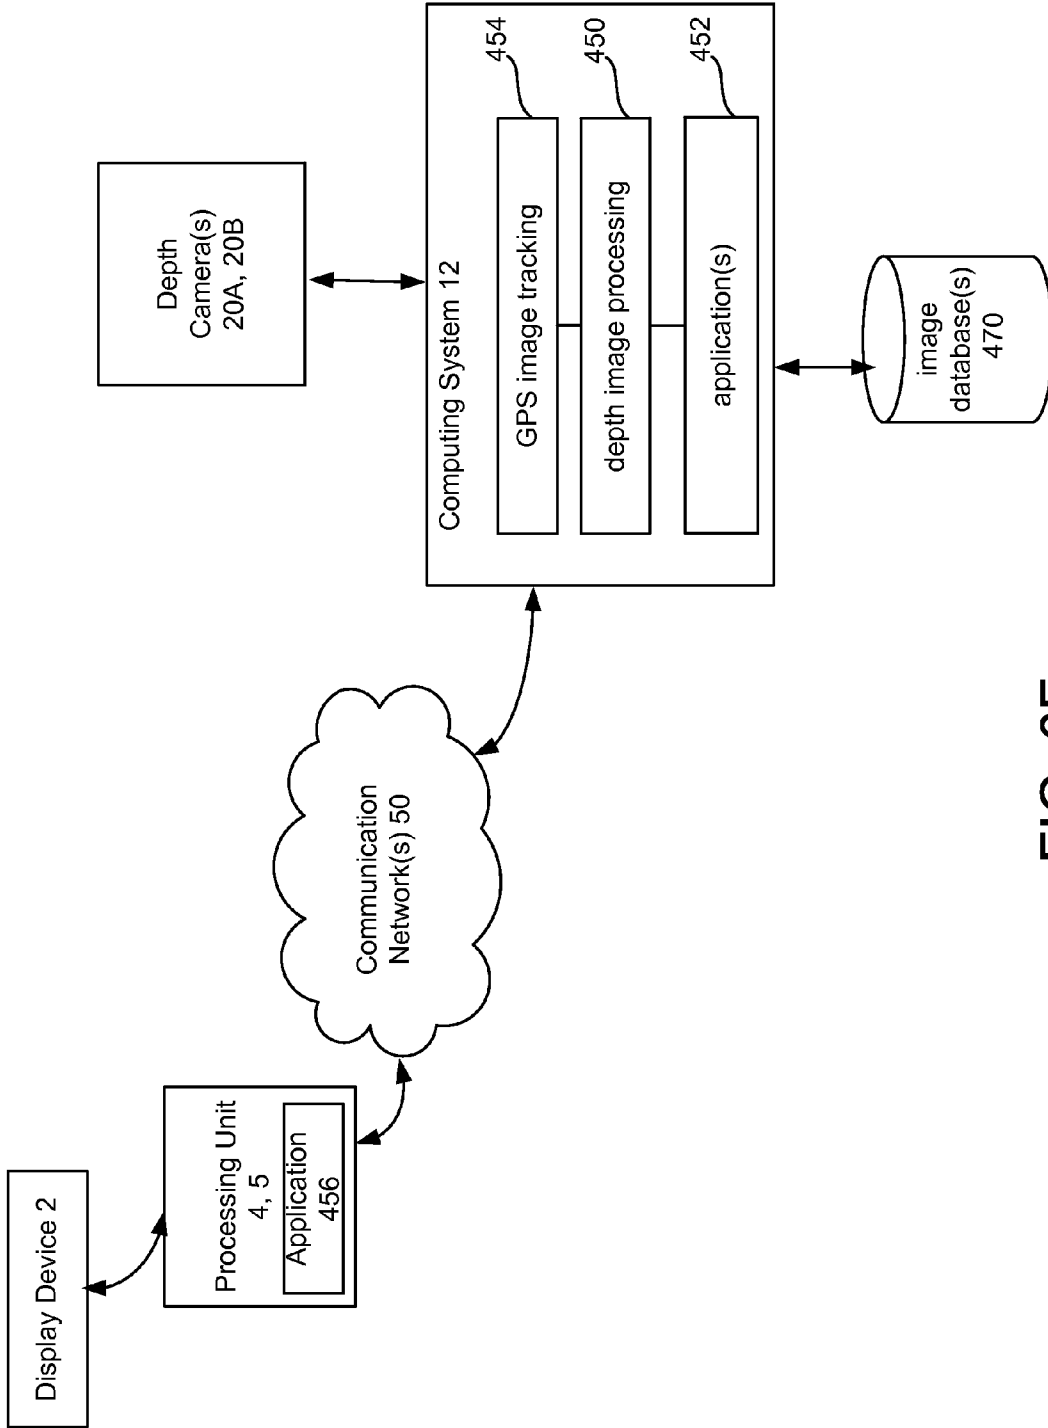 Display Device 2
Processing Unit
4, 5
Application
456
Communication
Network(s) 50
Depth
Camera(s)
20A, 20B
Computing System 12
GPS image tracking
454
depth image processing
450
application(s)
452
image
database(s)
470
FIG